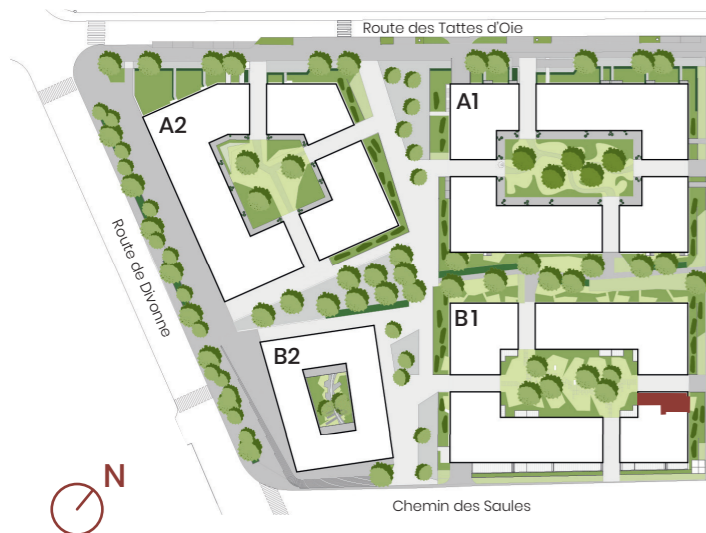 Route des Tattes d'Oie
A2
A1
Route de Divonne
B1
B2
N
Chemin des Saules